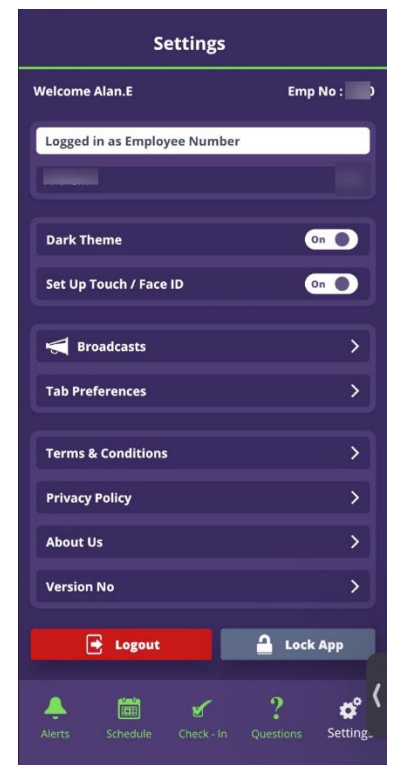 Settings
Welcome Alan.E Emp No :
Logged in as Employee Number
Dark Theme On
Set Up Touch / Face ID On
Broadcasts
Tab Preferences
Terms & Conditions
Privacy Policy
About Us
Version No
Logout Lock App
Alerts Schedule Check - In Questions Setting